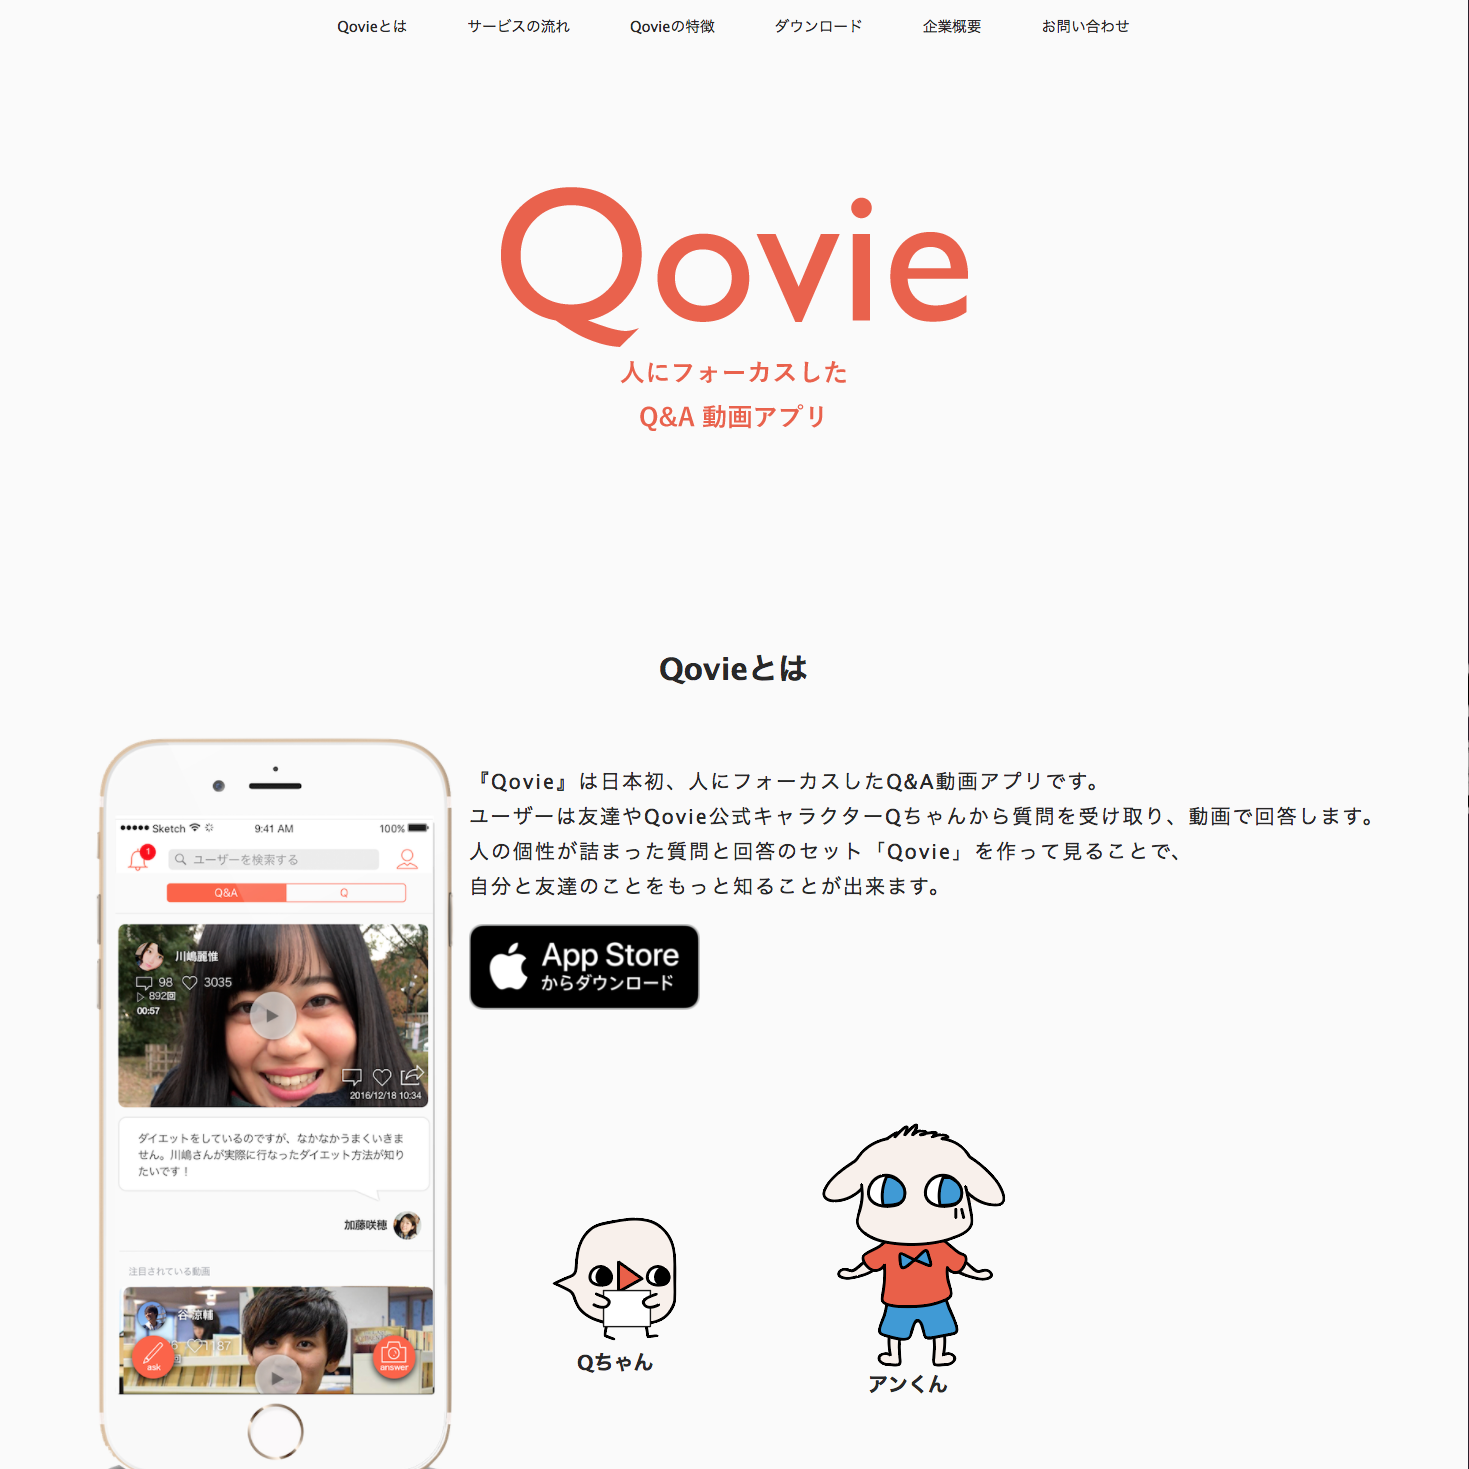 Qovieとは サービスの流れ Qovieの特徴 ダウンロード 企業概要 お問い合わせ
Qovie
人にフォーカスした
Q&A 動画アプリ
Qovieとは
『Qovie』は日本初、人にフォーカスしたQ&A動画アプリです。
ユーザーは友達やQovie公式キャラクターQちゃんから質問を受け取り、動画で回答します。
人の個性が詰まった質問と回答のセット「Qovie」を作って見ることで、
自分と友達のことをもっと知ることが出来ます。
App Store
からダウンロード
Sketch 9:41 AM 100%
1
ユーザーを検索する
Q&A Q
川嶋麗惟
98 3035
892回
00:57
2016/12/18 10:34
ダイエットをしているのですが、なかなかうまくいきま
せん。川嶋さんが実際に行なったダイエット方法が知り
たいです！
加藤咲穂
注目されている動画
谷 涼輔
ask
answer
Qちゃん
アンくん